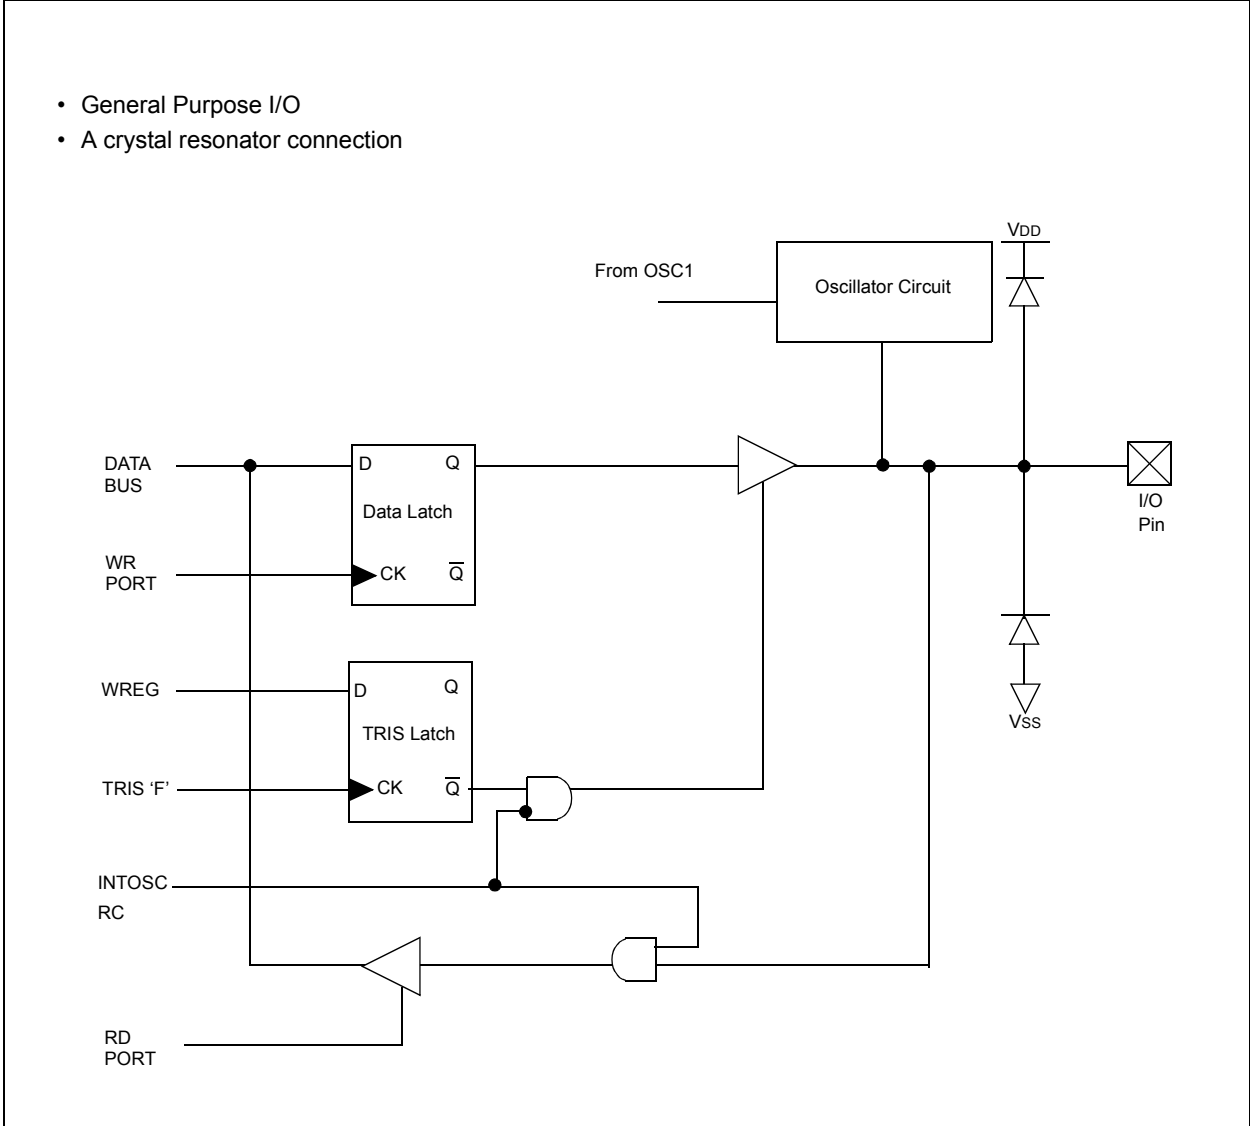 • General Purpose I/O
• A crystal resonator connection
VDD
From OSC1
Oscillator Circuit
DATA
BUS
D
Q
Data Latch
I/O
Pin
WR
PORT
CK
Q̅
WREG
D
Q
TRIS Latch
VSS
TRIS ‘F’
CK
Q̅
INTOSC
RC
RD
PORT